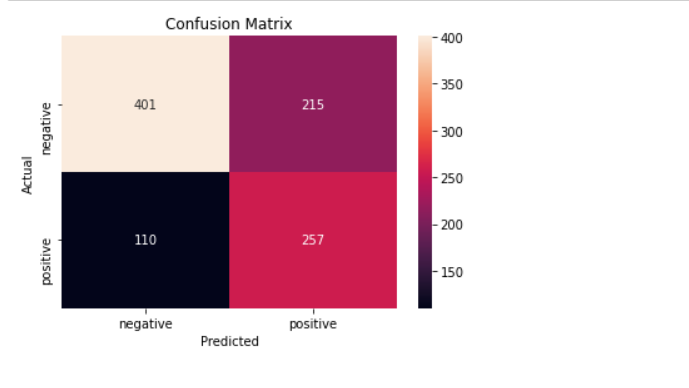 Confusion Matrix
negative
401
215
positive
110
257
Actual
negative
positive
Predicted
400
350
300
250
200
150